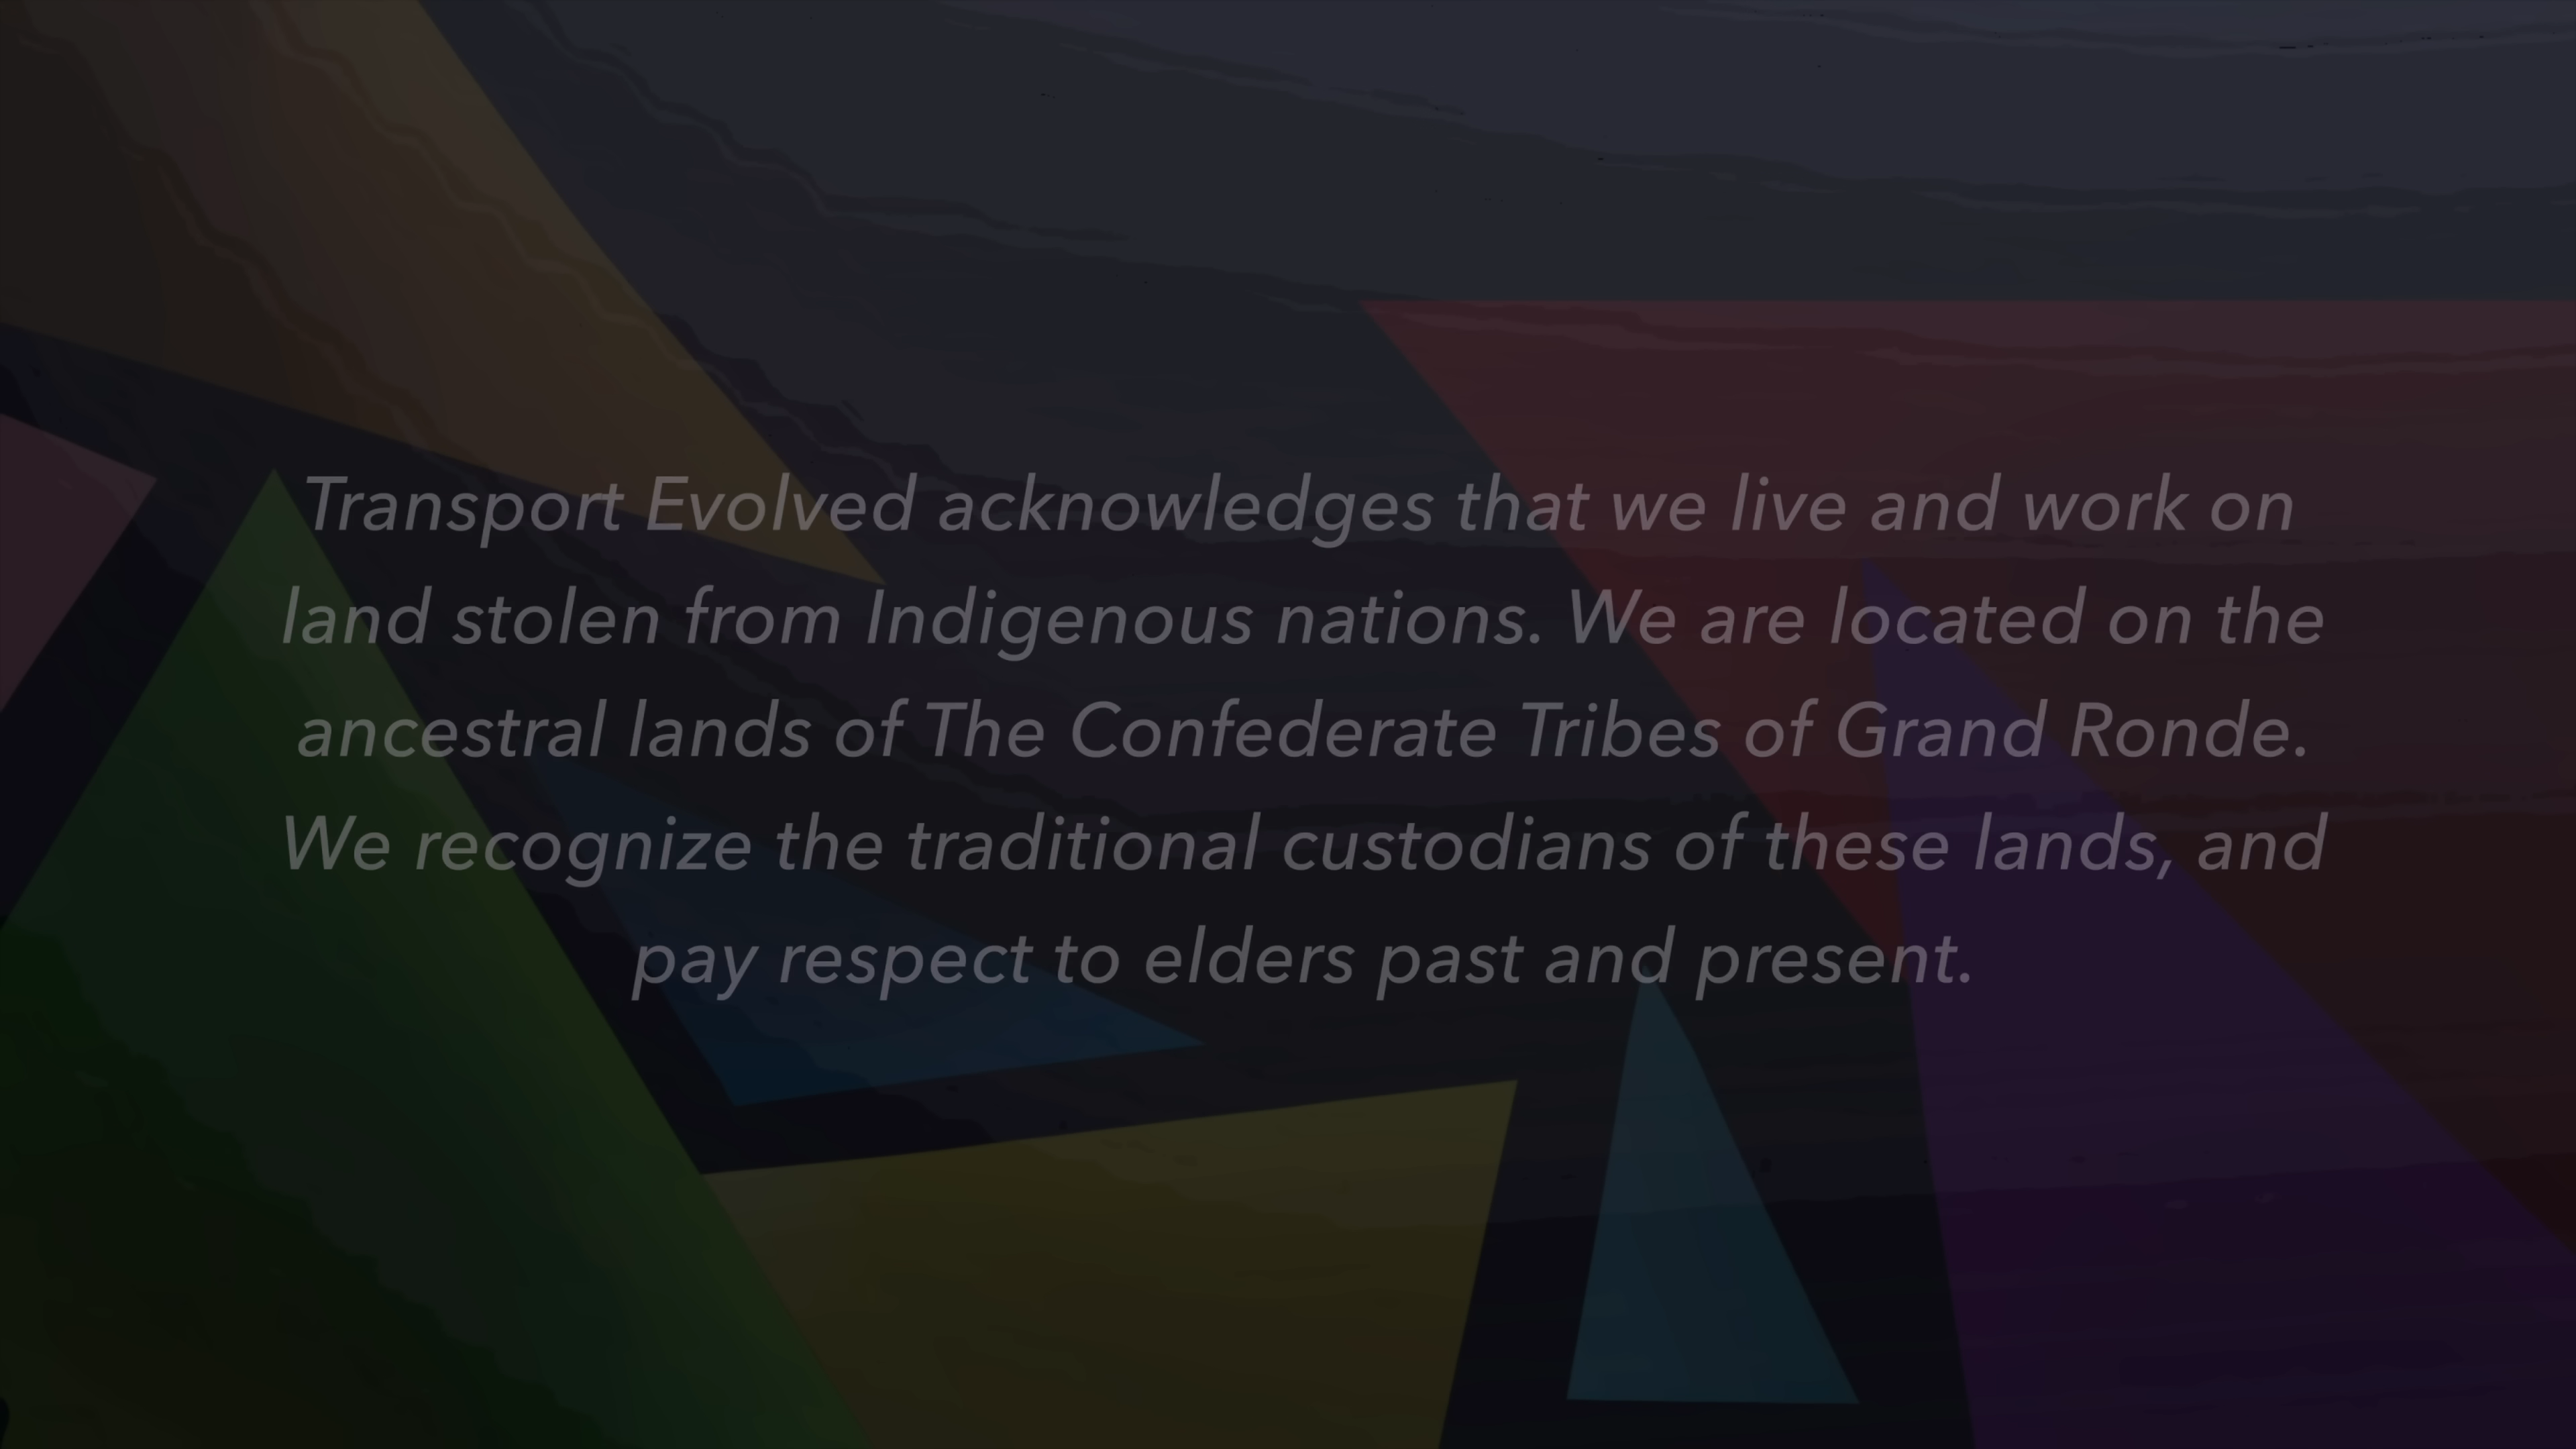 Transport Evolved acknowledges that we live and work on
land stolen from Indigenous nations. We are located on the
ancestral lands of The Confederate Tribes of Grand Ronde.
We recognize the traditional custodians of these lands, and
pay respect to elders past and present.